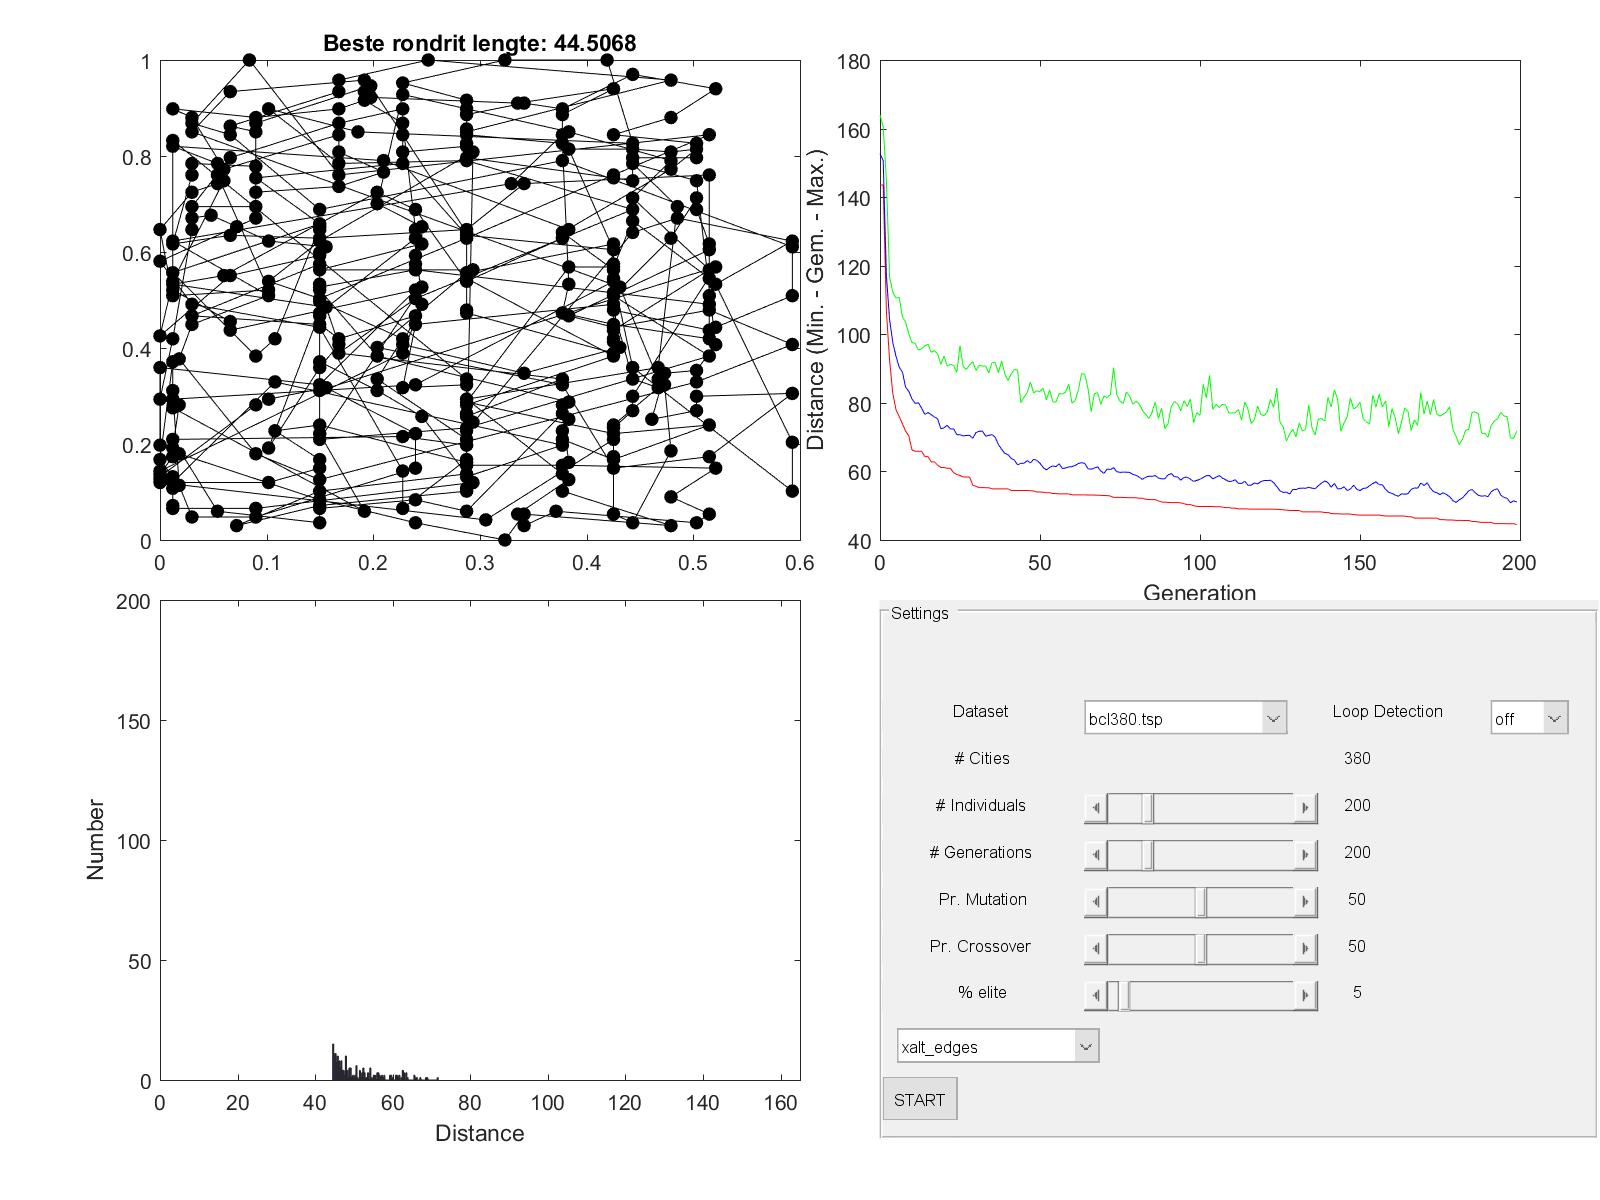 Beste rondrit lengte: 44.5068
1
0.8
0.6
0.4
0.2
0
0 0.1 0.2 0.3 0.4 0.5 0.6
Distance (Min. - Gem. - Max.)
180
160
140
120
100
80
60
40
0 50 100 150 200
Generation
Number
200
150
100
50
0
0 20 40 60 80 100 120 140 160
Distance
Settings
Dataset bcl380.tsp Loop Detection off
# Cities 380
# Individuals 200
# Generations 200
Pr. Mutation 50
Pr. Crossover 50
% elite 5
xalt_edges
START